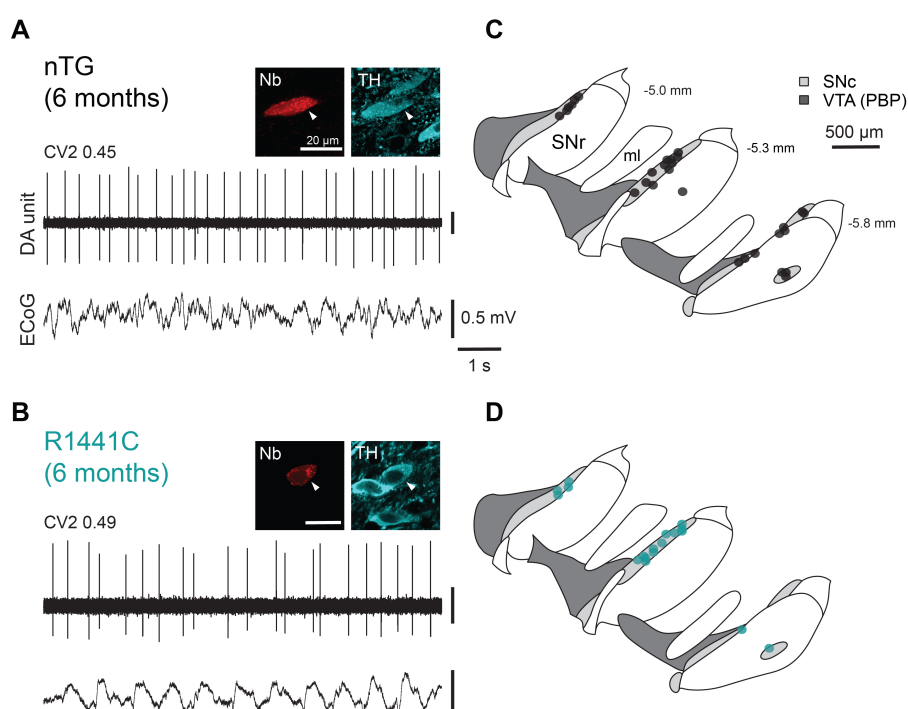 A
nTG
(6 months)
Nb
TH
20 µm
CV2 0.45
DA unit
ECoG
0.5 mV
1 s
C
-5.0 mm
SNc
VTA (PBP)
500 µm
SNr
ml
-5.3 mm
-5.8 mm
B
R1441C
(6 months)
Nb
TH
CV2 0.49
D